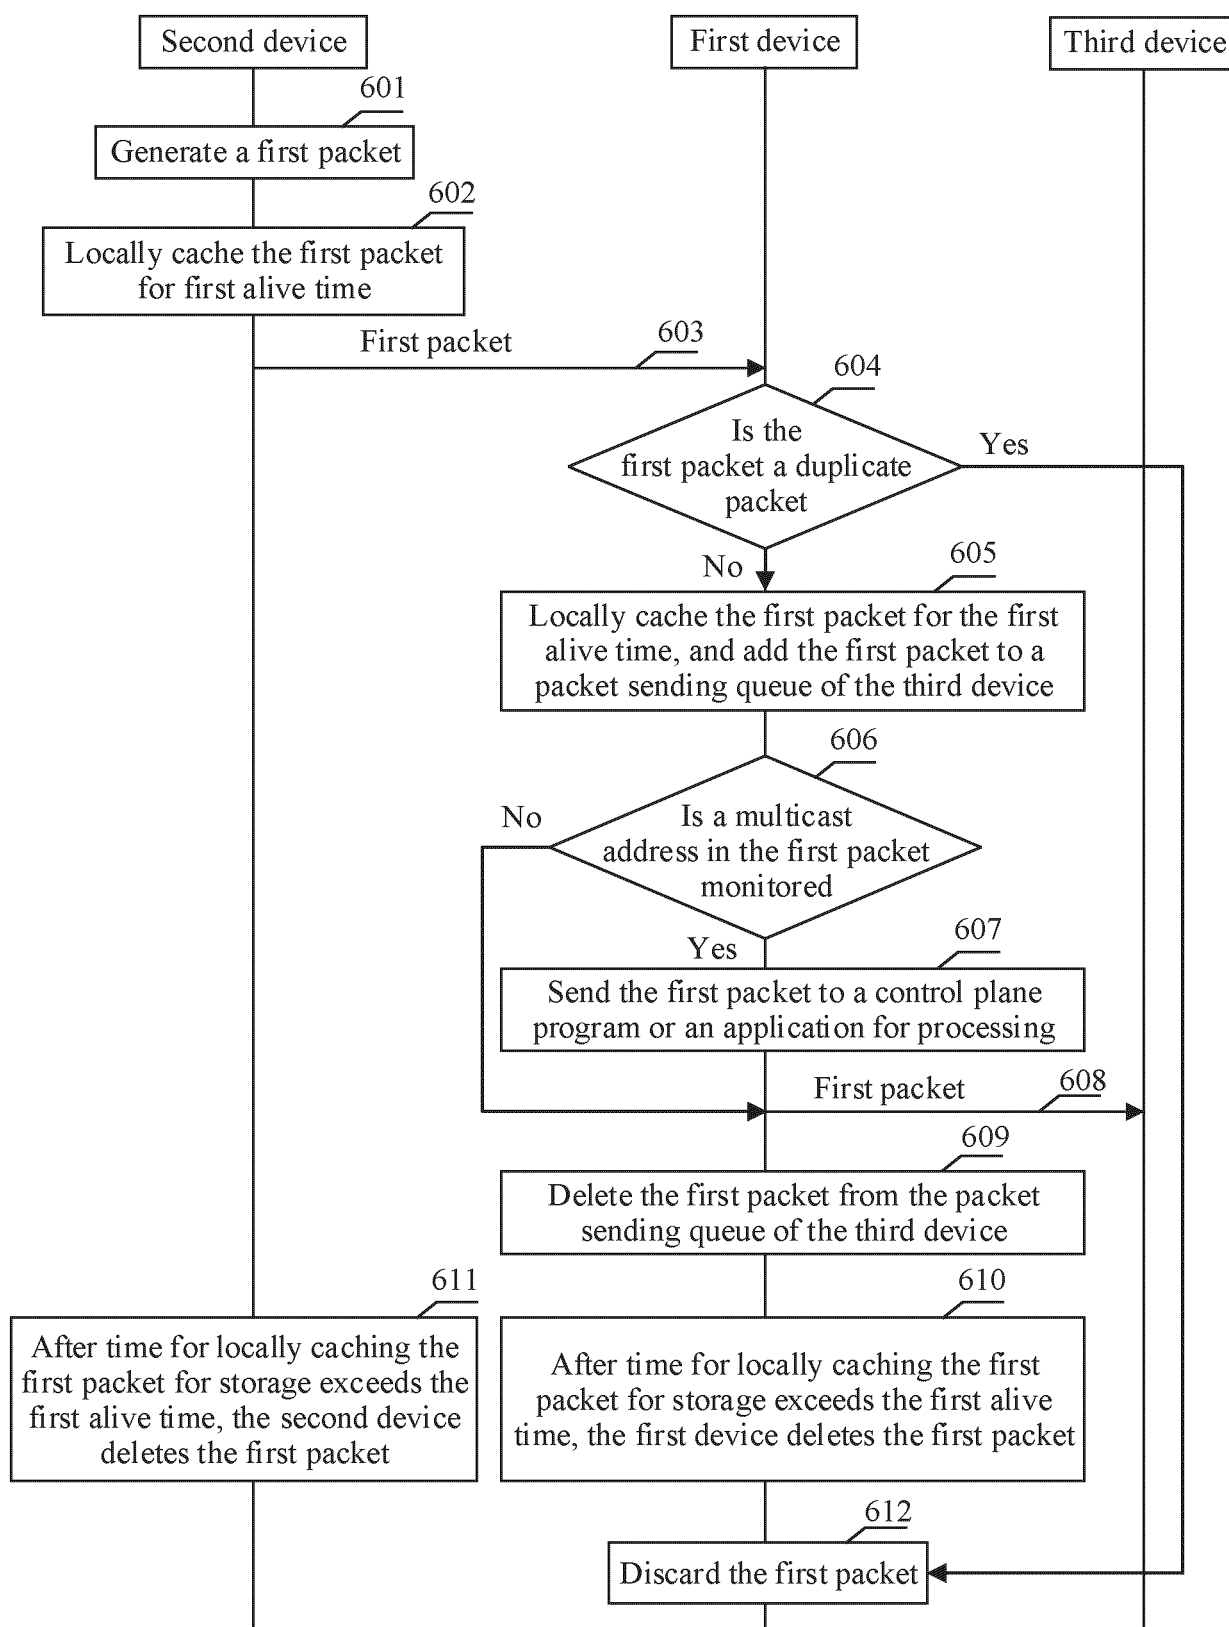 Second device
First device
Third device
601
Generate a first packet
602
Locally cache the first packet
for first alive time
First packet
603
604
Is the
first packet a duplicate
packet
Yes
No
605
Locally cache the first packet for the first
alive time, and add the first packet to a
packet sending queue of the third device
606
Is a multicast
address in the first packet
monitored
No
Yes
607
Send the first packet to a control plane
program or an application for processing
First packet
608
609
Delete the first packet from the packet
sending queue of the third device
611
After time for locally caching the
first packet for storage exceeds the
first alive time, the second device
deletes the first packet
610
After time for locally caching the first
packet for storage exceeds the first alive
time, the first device deletes the first packet
612
Discard the first packet